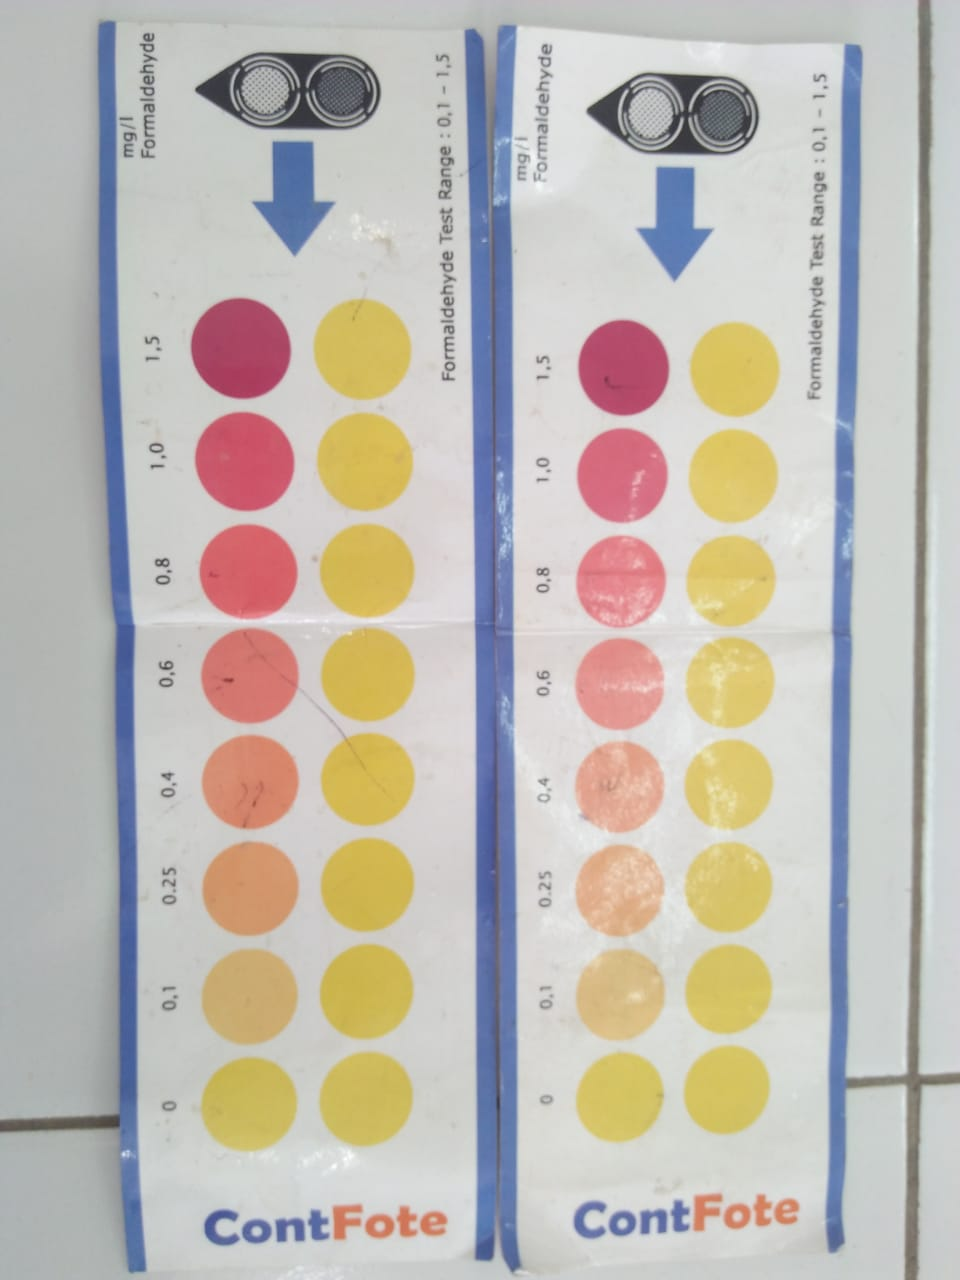 mg/l
Formaldehyde
Formaldehyde Test Range : 0,1 – 1,5
1,5
1,0
0,8
0,6
0,4
0.25
0,1
0
ContFote
mg/l
Formaldehyde
Formaldehyde Test Range : 0,1 – 1,5
1,5
1,0
0,8
0,6
0,4
0.25
0,1
0
ContFote